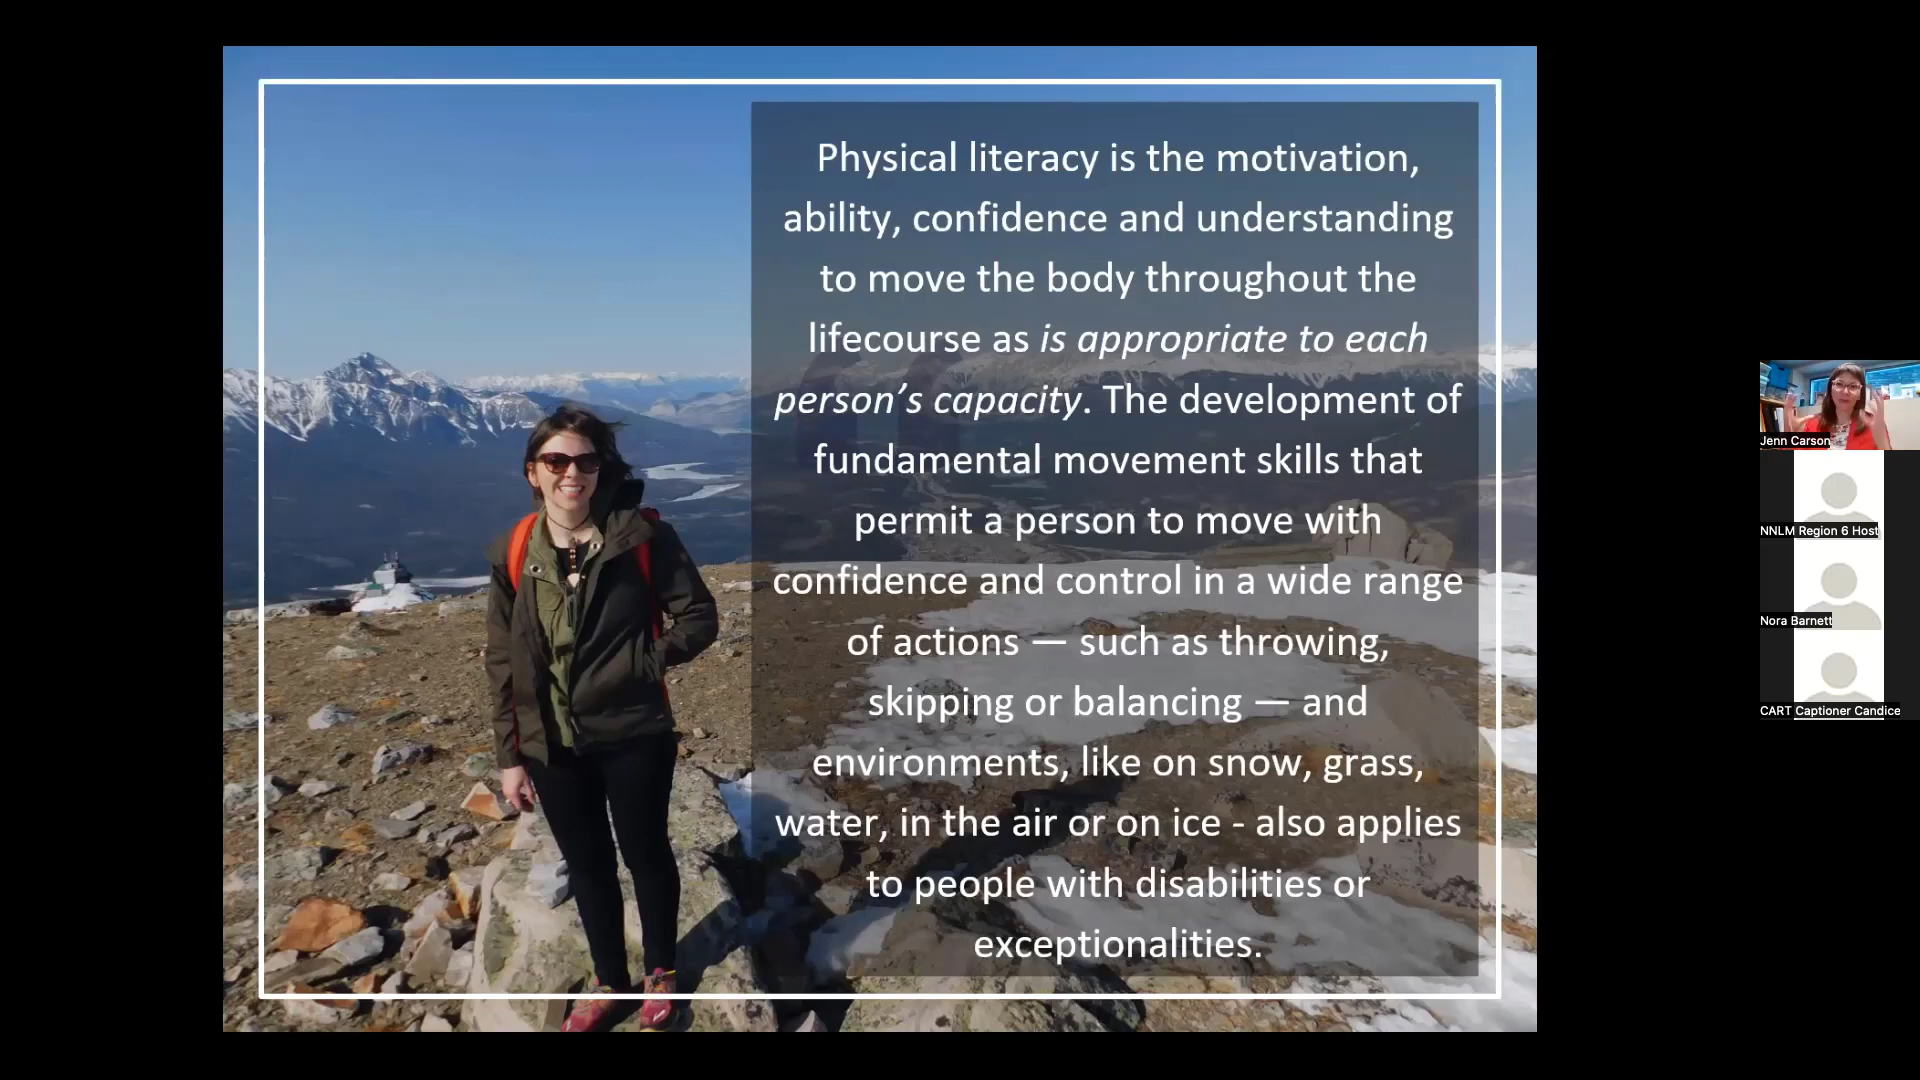 Physical literacy is the motivation,
ability, confidence and understanding
to move the body throughout the
lifecourse as is appropriate to each
person’s capacity. The development of
fundamental movement skills that
permit a person to move with
confidence and control in a wide range
of actions — such as throwing,
skipping or balancing — and
environments, like on snow, grass,
water, in the air or on ice - also applies
to people with disabilities or
exceptionalities.
Jenn Carson
NNLM Region 6 Host
Nora Barnett
CART Captioner Candice